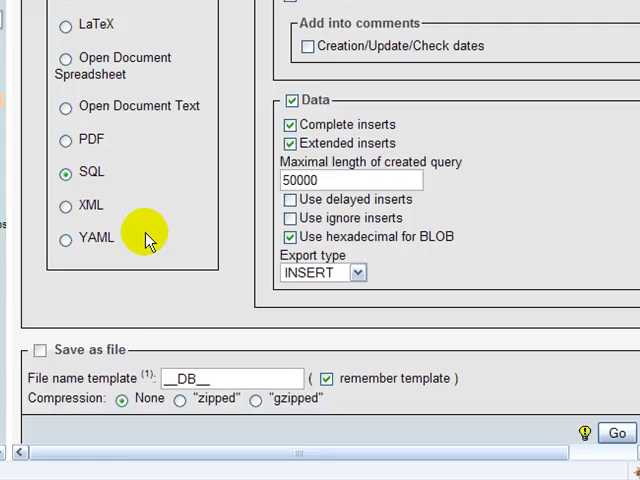 LaTeX
Open Document
Spreadsheet
Open Document Text
PDF
SQL
XML
YAML
Add into comments
Creation/Update/Check dates
Data
Complete inserts
Extended inserts
Maximal length of created query
50000
Use delayed inserts
Use ignore inserts
Use hexadecimal for BLOB
Export type
INSERT
Save as file
File name template (1): __DB__ ( remember template )
Compression: None "zipped" "gzipped"
Go